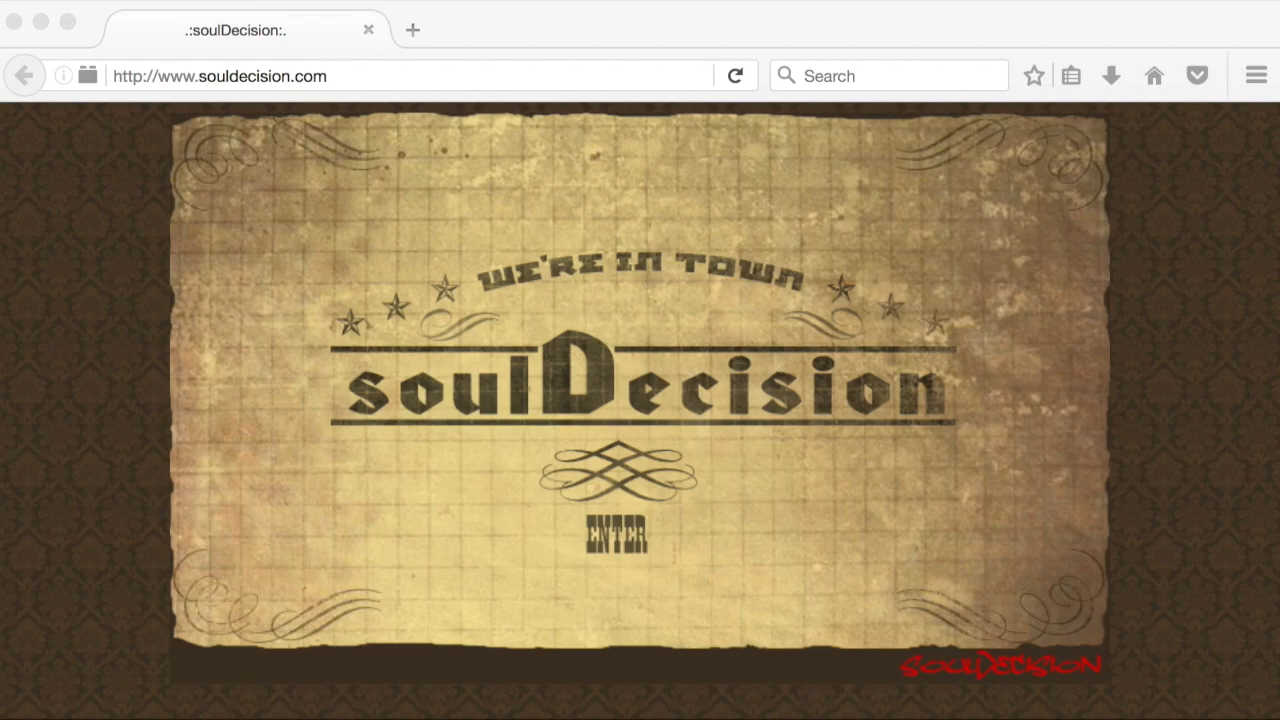 .:soulDecision:.
http://www.souldecision.com
Search
WE'RE IN TOWN
soulDecision
ENTER
SOULDECISION